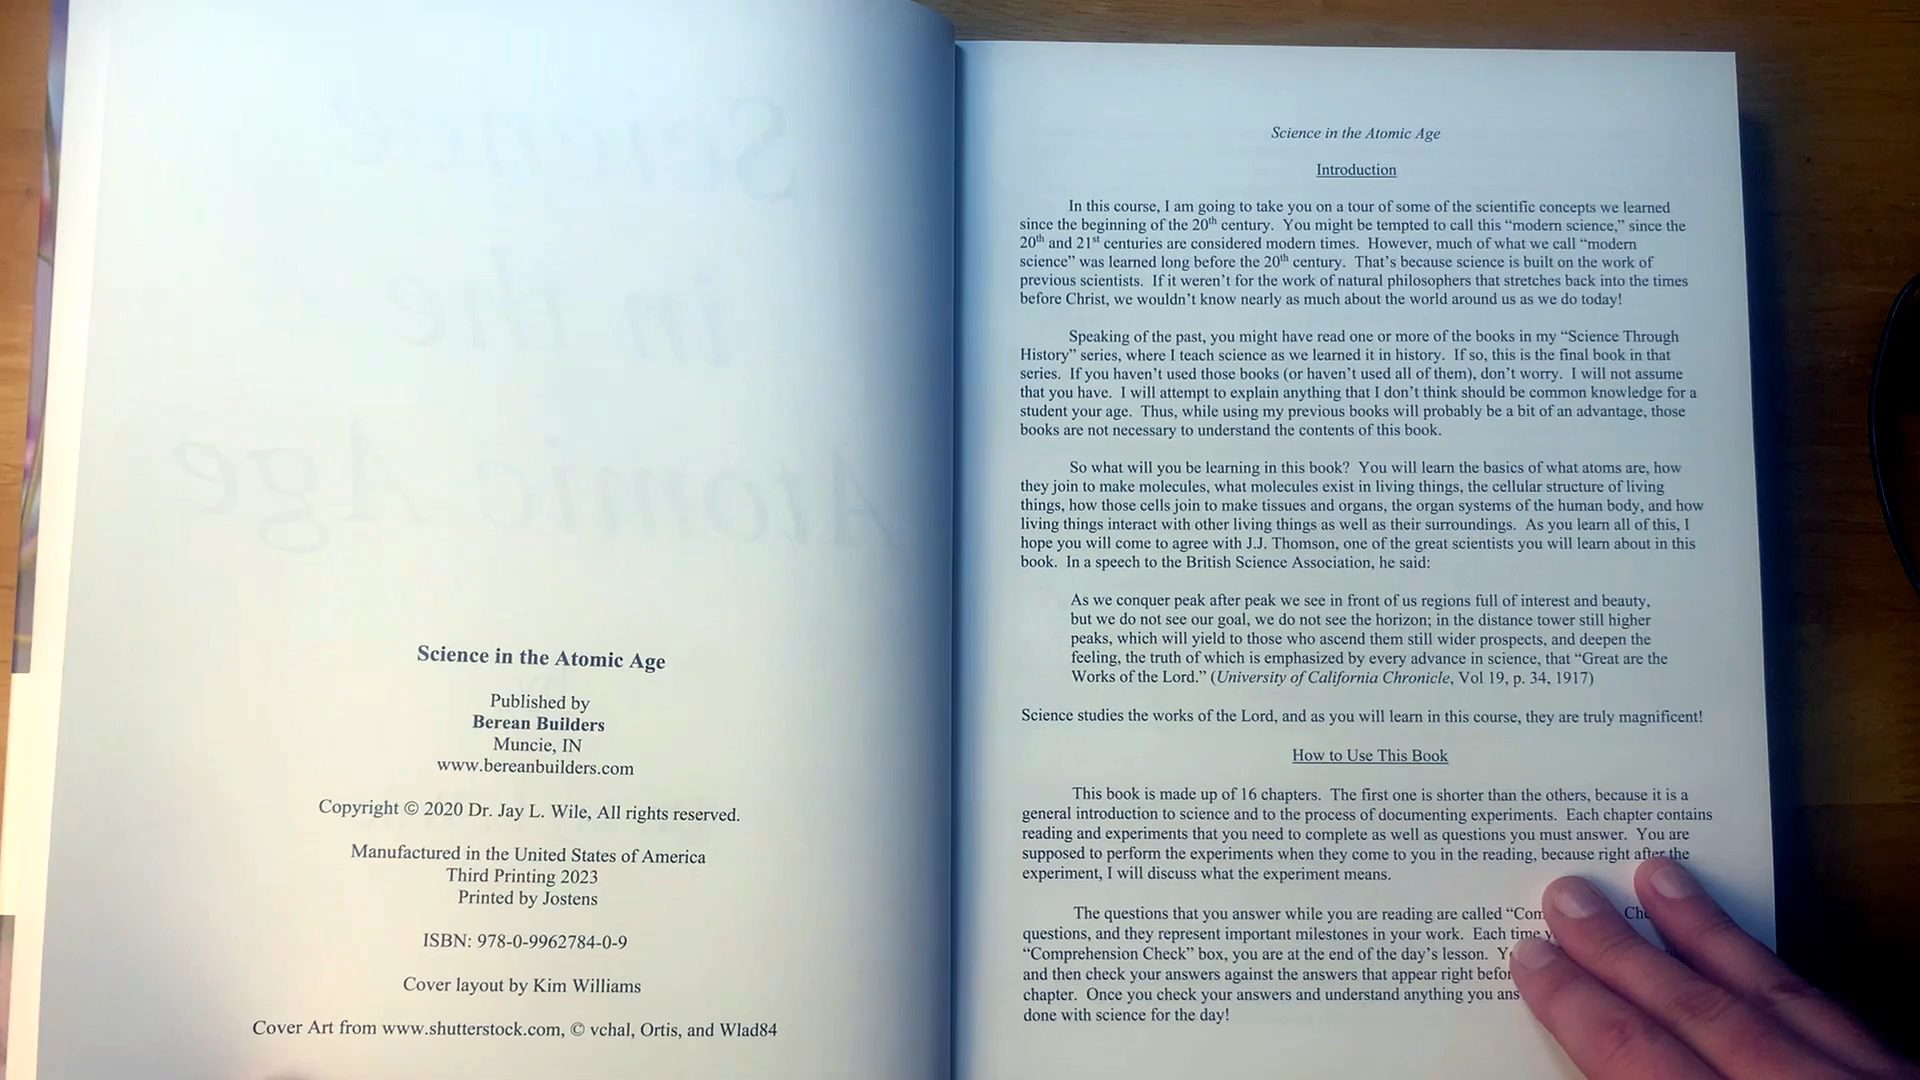 Science
in the
Atomic Age
by
Science in the Atomic Age
Published by
Berean Builders
Muncie, IN
www.bereanbuilders.com
Copyright © 2020 Dr. Jay L. Wile, All rights reserved.
Manufactured in the United States of America
Third Printing 2023
Printed by Jostens
ISBN: 978-0-9962784-0-9
Cover layout by Kim Williams
Cover Art from www.shutterstock.com, © vchal, Ortis, and Wlad84
Science in the Atomic Age
Introduction
In this course, I am going to take you on a tour of some of the scientific concepts we learned
since the beginning of the 20th century.  You might be tempted to call this “modern science,” since the
20th and 21st centuries are considered modern times.  However, much of what we call “modern
science” was learned long before the 20th century.  That’s because science is built on the work of
previous scientists.  If it weren’t for the work of natural philosophers that stretches back into the times
before Christ, we wouldn’t know nearly as much about the world around us as we do today!
Speaking of the past, you might have read one or more of the books in my “Science Through
History” series, where I teach science as we learned it in history.  If so, this is the final book in that
series.  If you haven’t used those books (or haven’t used all of them), don’t worry.  I will not assume
that you have.  I will attempt to explain anything that I don’t think should be common knowledge for a
student your age.  Thus, while using my previous books will probably be a bit of an advantage, those
books are not necessary to understand the contents of this book.
So what will you be learning in this book?  You will learn the basics of what atoms are, how
they join to make molecules, what molecules exist in living things, the cellular structure of living
things, how those cells join to make tissues and organs, the organ systems of the human body, and how
living things interact with other living things as well as their surroundings.  As you learn all of this, I
hope you will come to agree with J.J. Thomson, one of the great scientists you will learn about in this
book.  In a speech to the British Science Association, he said:
As we conquer peak after peak we see in front of us regions full of interest and beauty,
but we do not see our goal, we do not see the horizon; in the distance tower still higher
peaks, which will yield to those who ascend them still wider prospects, and deepen the
feeling, the truth of which is emphasized by every advance in science, that “Great are the
Works of the Lord.” (University of California Chronicle, Vol 19, p. 34, 1917)
Science studies the works of the Lord, and as you will learn in this course, they are truly magnificent!
How to Use This Book
This book is made up of 16 chapters.  The first one is shorter than the others, because it is a
general introduction to science and to the process of documenting experiments.  Each chapter contains
reading and experiments that you need to complete as well as questions you must answer.  You are
supposed to perform the experiments when they come to you in the reading, because right after the
experiment, I will discuss what the experiment means.
The questions that you answer while you are reading are called
questions, and they represent important milestones in your work.  Each time
“Comprehension Check” box, you are at the end of the day’s lesson.
and then check your answers against the answers that appear right
chapter.  Once you check your answers and understand anything you
done with science for the day!